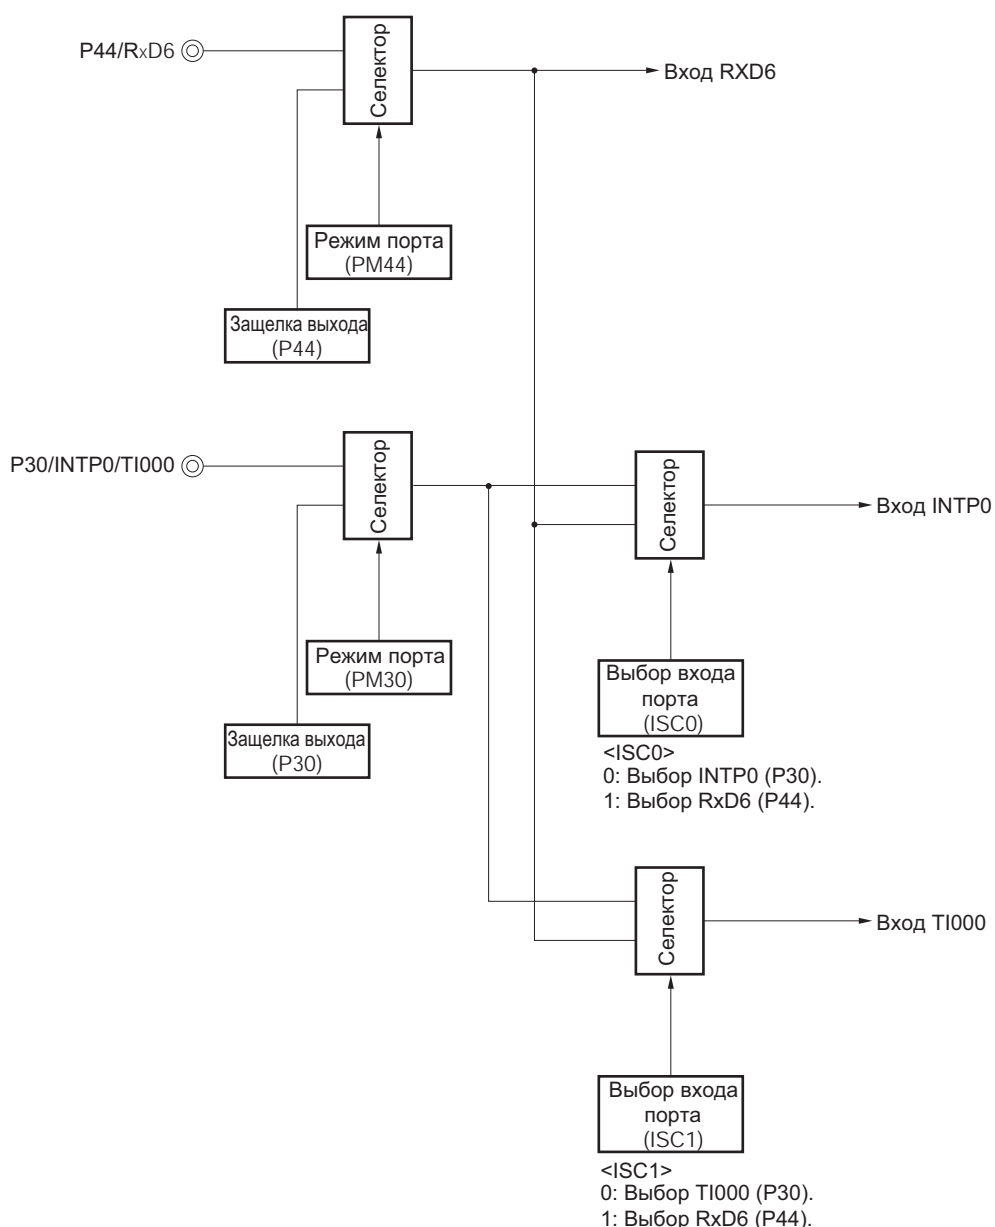 P44/RxD6
Селектор
Вход RXD6
Режим порта
(PM44)
Защелка выхода
(P44)
P30/INTP0/TI000
Селектор
Селектор
Вход INTP0
Режим порта
(PM30)
Защелка выхода
(P30)
Выбор входа
порта
(ISC0)
<ISC0>
0: Выбор INTP0 (P30).
1: Выбор RxD6 (P44).
Селектор
Вход TI000
Выбор входа
порта
(ISC1)
<ISC1>
0: Выбор TI000 (P30).
1: Выбор RxD6 (P44).